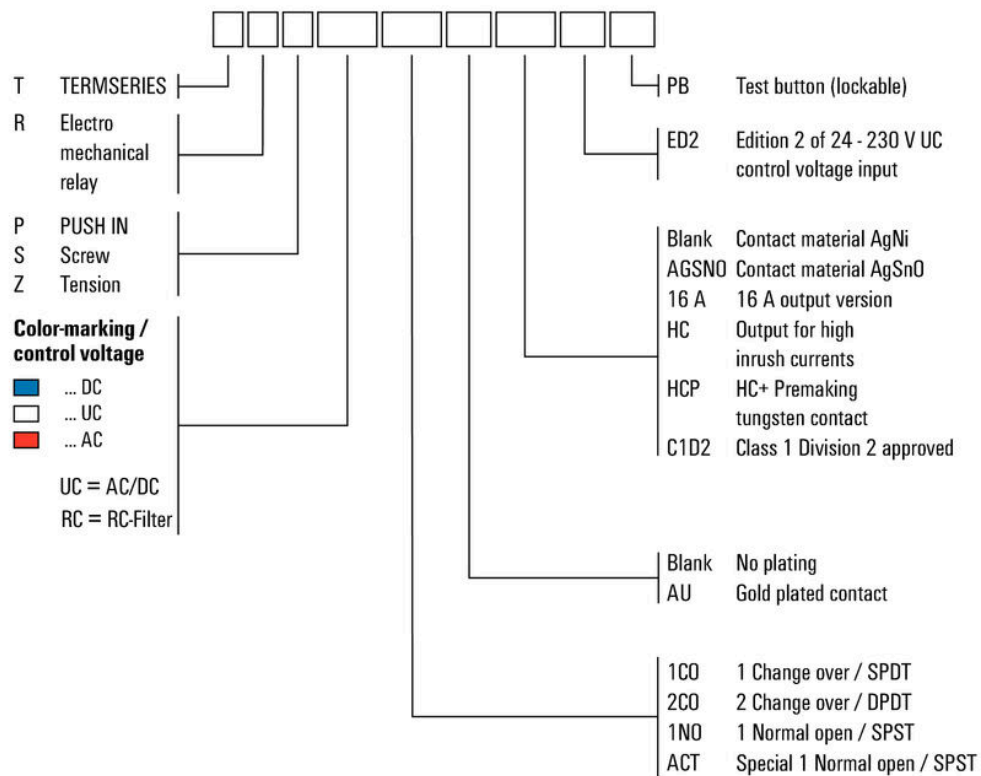 T TERMSERIES
R Electro
mechanical
relay
P PUSH IN
S Screw
Z Tension
Color-marking /
control voltage
... DC
... UC
... AC
UC = AC/DC
RC = RC-Filter
PB Test button (lockable)
ED2 Edition 2 of 24 - 230 V UC
control voltage input
Blank Contact material AgNi
AGSNO Contact material AgSnO
16 A 16 A output version
HC Output for high
inrush currents
HCP HC+ Premaking
tungsten contact
C1D2 Class 1 Division 2 approved
Blank No plating
AU Gold plated contact
1CO 1 Change over / SPDT
2CO 2 Change over / DPDT
1NO 1 Normal open / SPST
ACT Special 1 Normal open / SPST